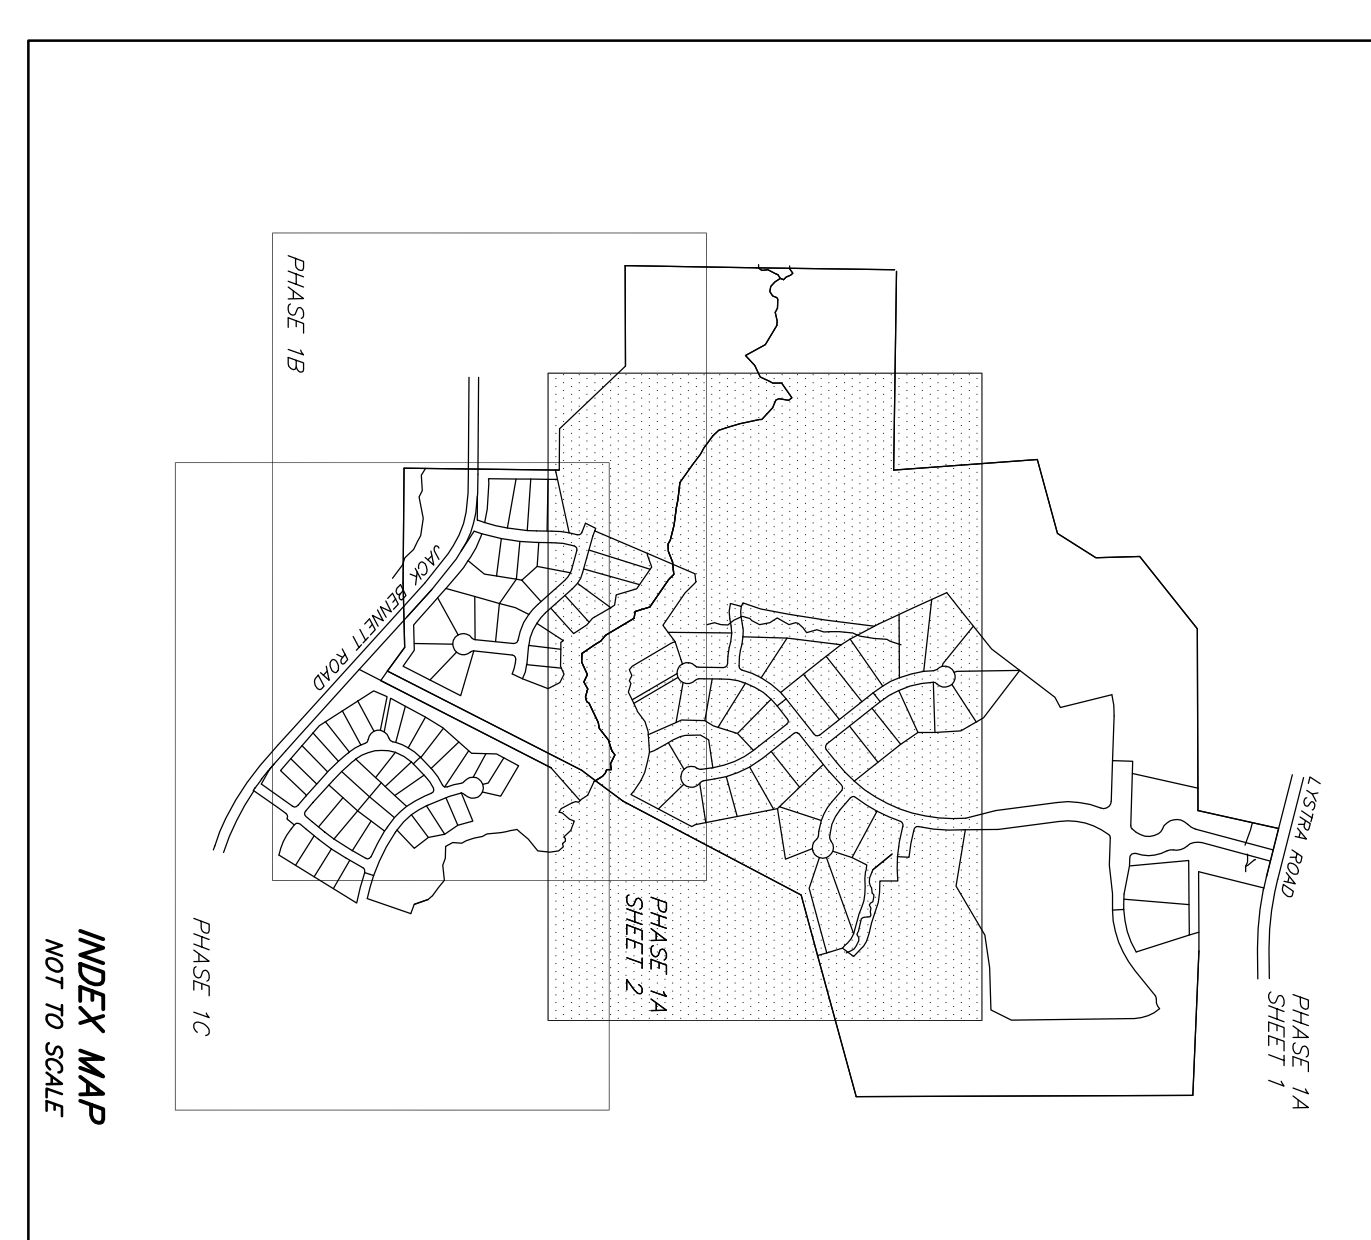 PHASE 1B
JACK BENNETT ROAD
LYSTRA ROAD
PHASE 1A
SHEET 1
PHASE 1A
SHEET 2
PHASE 1C
INDEX MAP
NOT TO SCALE